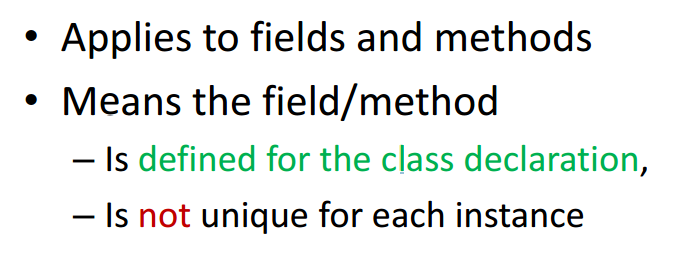 • Applies to fields and methods
• Means the field/method
– Is defined for the class declaration,
– Is not unique for each instance